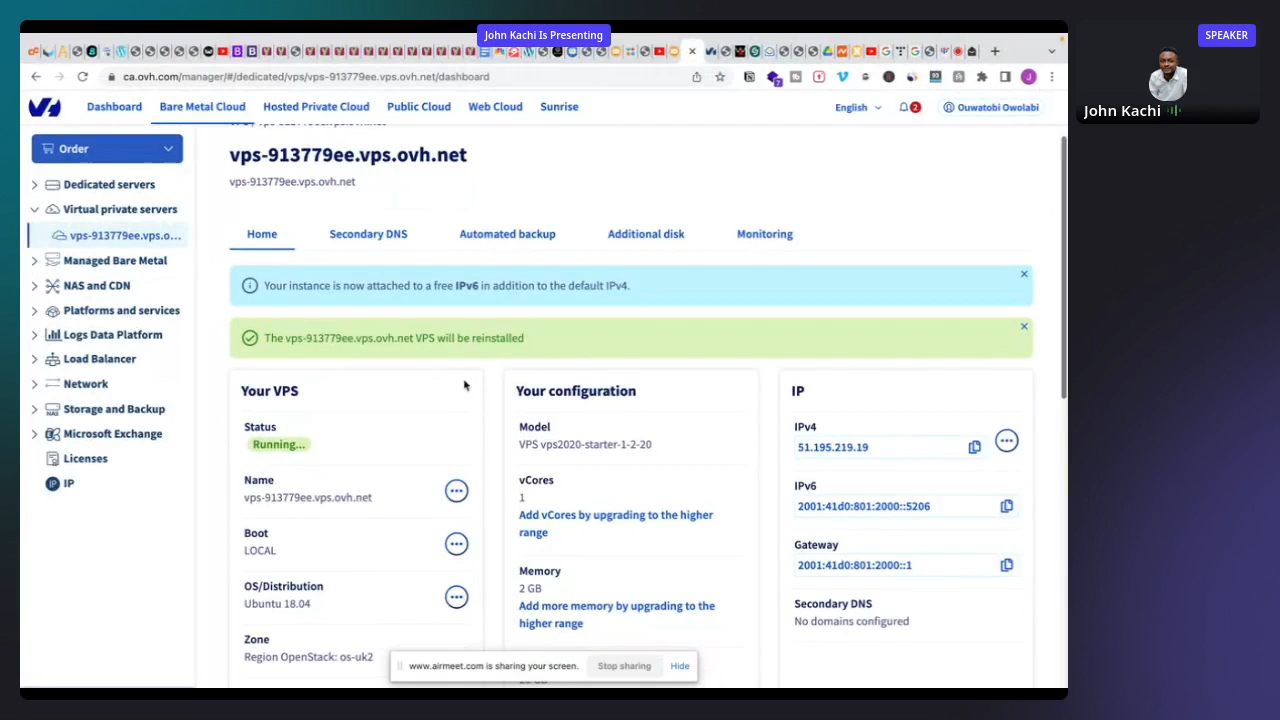 John Kachi Is Presenting
SPEAKER
John Kachi
ca.ovh.com/manager/#/dedicated/vps/vps-913779ee.vps.ovh.net/dashboard
Dashboard
Bare Metal Cloud
Hosted Private Cloud
Public Cloud
Web Cloud
Sunrise
English
2
Ouwatobi Owolabi
Order
Dedicated servers
Virtual private servers
vps-913779ee.vps.o...
Managed Bare Metal
NAS and CDN
Platforms and services
Logs Data Platform
Load Balancer
Network
Storage and Backup
Microsoft Exchange
Licenses
IP
vps-913779ee.vps.ovh.net
vps-913779ee.vps.ovh.net
Home
Secondary DNS
Automated backup
Additional disk
Monitoring
Your instance is now attached to a free IPv6 in addition to the default IPv4.
The vps-913779ee.vps.ovh.net VPS will be reinstalled
Your VPS
Status
Running...
Name
vps-913779ee.vps.ovh.net
Boot
LOCAL
OS/Distribution
Ubuntu 18.04
Zone
Region OpenStack: os-uk2
Your configuration
Model
VPS vps2020-starter-1-2-20
vCores
1
Add vCores by upgrading to the higher
range
Memory
2 GB
Add more memory by upgrading to the
higher range
IP
IPv4
51.195.219.19
IPv6
2001:41d0:801:2000::5206
Gateway
2001:41d0:801:2000::1
Secondary DNS
No domains configured
www.airmeet.com is sharing your screen.
Stop sharing
Hide